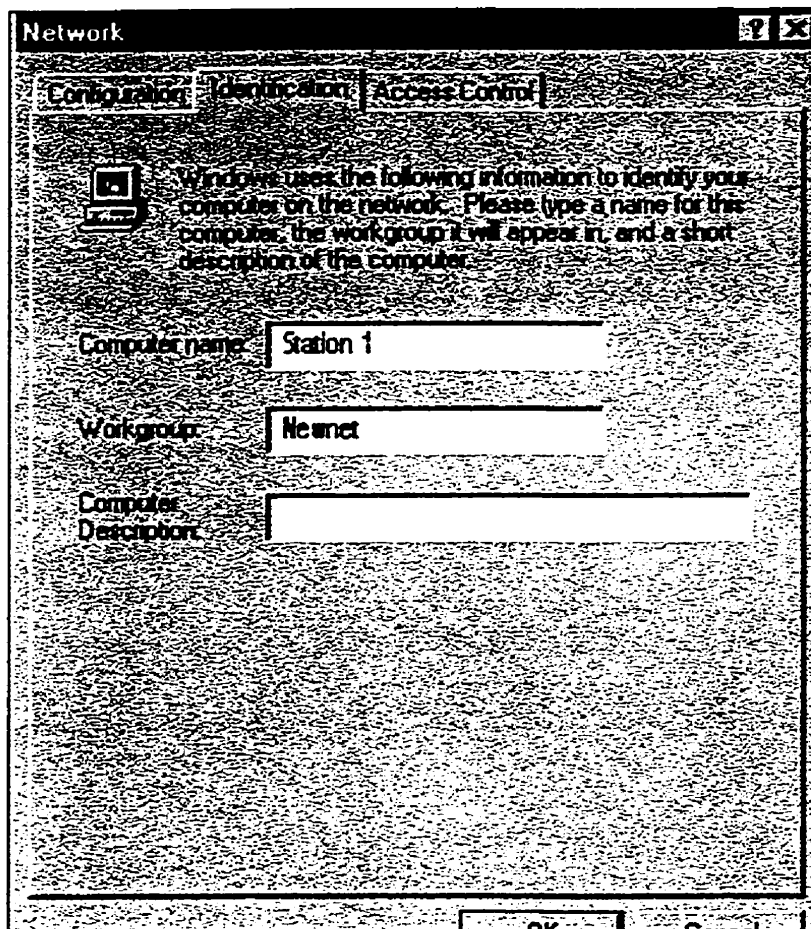 Network
Configuration Identification Access Control
Windows uses the following information to identify your
computer on the network. Please type a name for this
computer, the workgroup it will appear in, and a short
description of the computer.
Computer name: Station 1
Workgroup: Newnet
Computer
Description:
OK Cancel